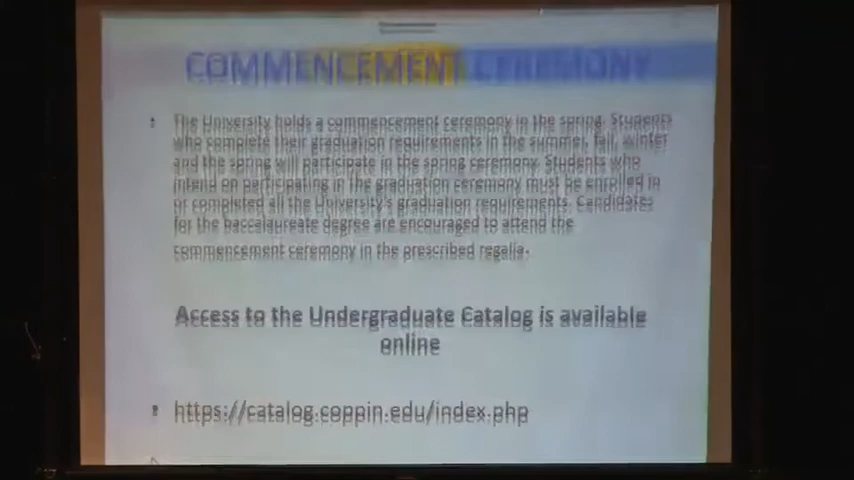 COMMENCEMENT CEREMONY
The University holds a commencement ceremony in the spring. Students
who complete their graduation requirements in the summer, fall, winter
and the spring will participate in the spring ceremony. Students who
intend on participating in the graduation ceremony must be enrolled in
or completed all the University's graduation requirements. Candidates
for the baccalaureate degree are encouraged to attend the
commencement ceremony in the prescribed regalia.
Access to the Undergraduate Catalog is available
online
https://catalog.coppin.edu/index.php